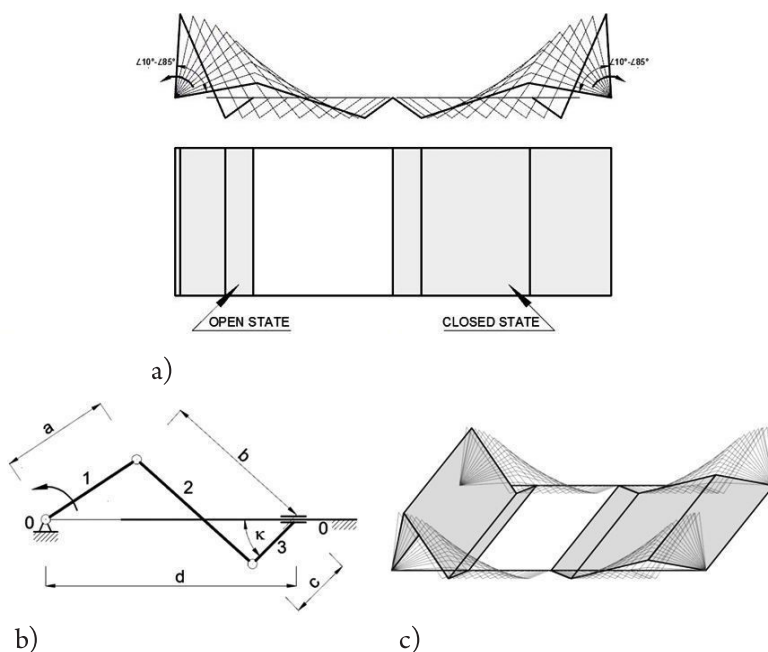 ∠10°-∠85°
∠10°-∠85°
OPEN STATE
CLOSED STATE
a)
a
1
2
b
0
κ
0
3
d
c
b)
c)